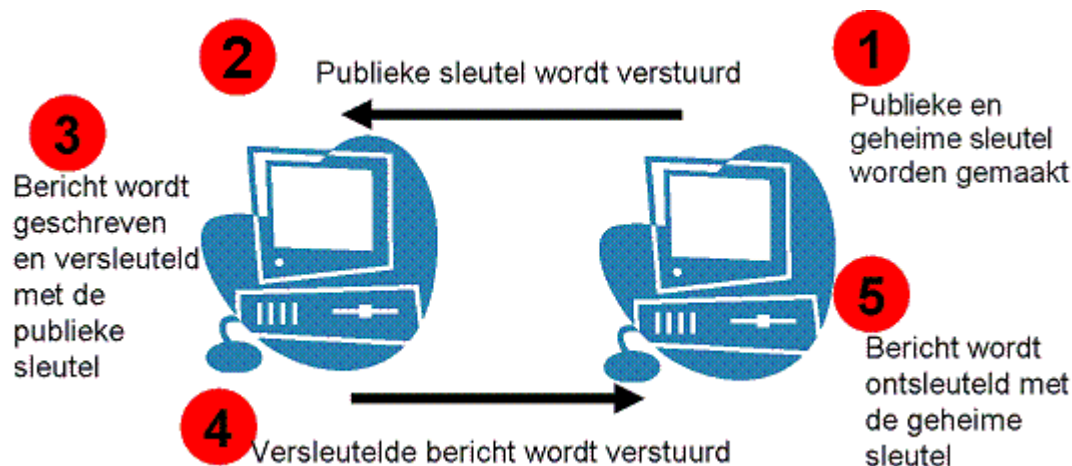 1
Publieke en
geheime sleutel
worden gemaakt
2
Publieke sleutel wordt verstuurd
3
Bericht wordt
geschreven
en versleuteld
met de
publieke
sleutel
4
Versleutelde bericht wordt verstuurd
5
Bericht wordt
ontsleuteld met
de geheime
sleutel